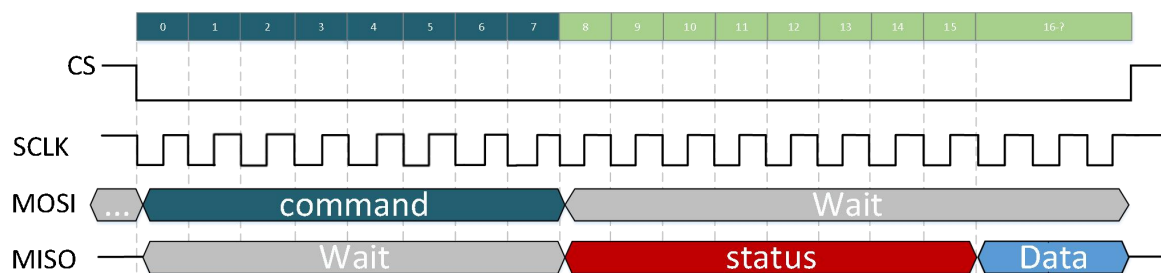 0 1 2 3 4 5 6 7 8 9 10 11 12 13 14 15 16-?
CS
SCLK
MOSI ... command Wait
MISO Wait status Data